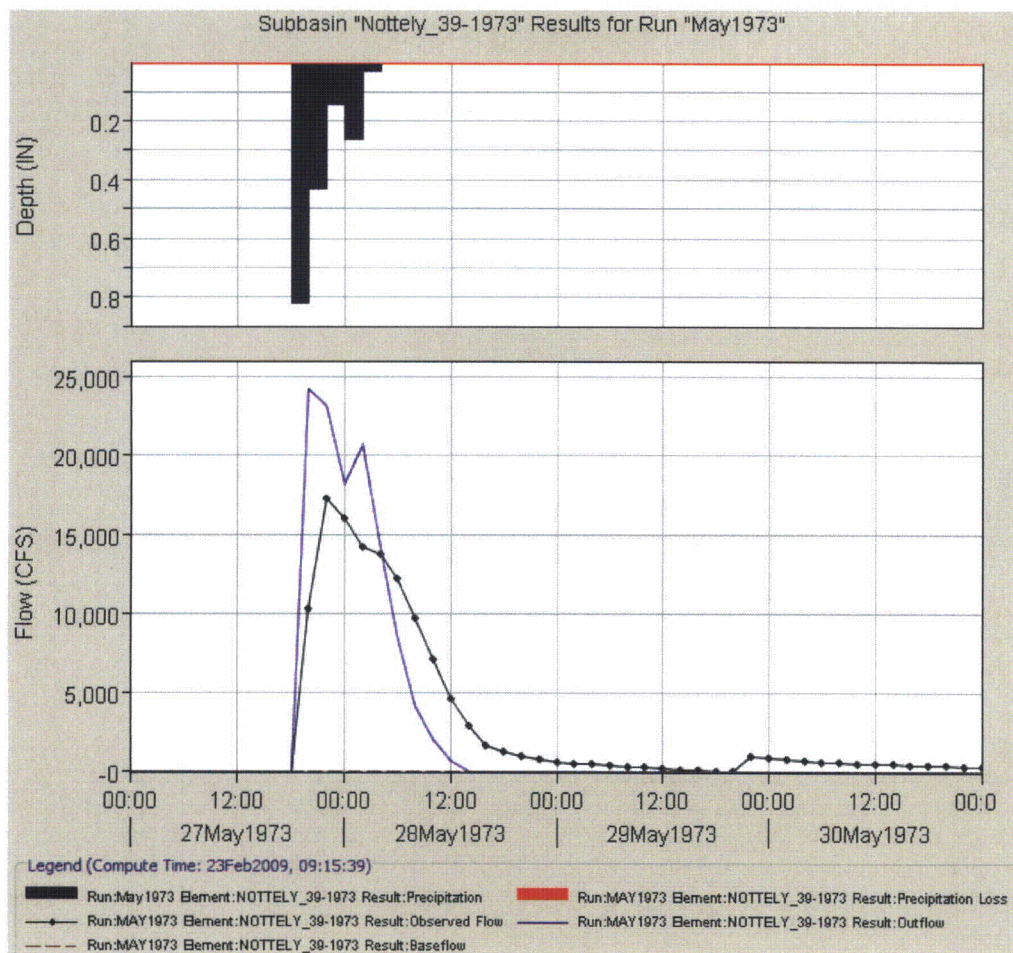 Subbasin "Nottely_39-1973" Results for Run "May1973"
Depth (IN)
0.2
0.4
0.6
0.8
Flow (CFS)
25,000
20,000
15,000
10,000
5,000
-0
00:00 12:00 00:00 12:00 00:00 12:00 00:00 12:00 00:0
27May1973 28May1973 29May1973 30May1973
Legend (Compute Time: 23Feb2009, 09:15:39)
Run:May1973 Element:NOTTELY_39-1973 Result:Precipitation
Run:MAY1973 Element:NOTTELY_39-1973 Result:Precipitation Loss
Run:MAY1973 Element:NOTTELY_39-1973 Result:Observed Flow
Run:MAY1973 Element:NOTTELY_39-1973 Result:Outflow
Run:MAY1973 Element:NOTTELY_39-1973 Result:Baseflow